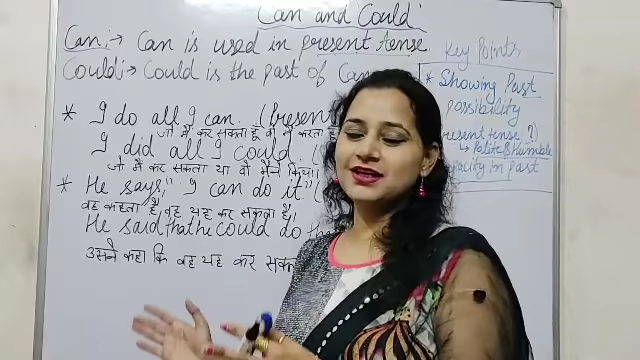 Can and Could
Can :→ Can is used in present tense.
Could :→ Could is the past of Can
* I do all I can. (Present
जो मैं कर सकता हूँ वो मैं करता हूँ
I did all I could. (
जो मैं कर सकता था वो मैंने किया।
* He says, "I can do it" (
वह कहता है, वह यह कर सकता है।
He said that he could do
उसने कहा कि वह यह कर सक
Key Points
* Showing Past
possibility
resent tense (?)
↳ Polite & Humble
apacity in past